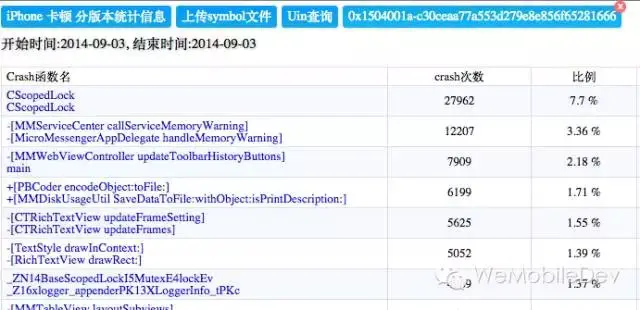 iPhone 卡顿 分版本统计信息 上传symbol文件 Uin查询 0x1504001a-c30ceaa77a553d279e8e856f65281666
开始时间:2014-09-03, 结束时间:2014-09-03
Crash函数名 crash次数 比例
CScopedLock
CScopedLock 27962 7.7 %
-[MMServiceCenter callServiceMemoryWarning]
-[MicroMessengerAppDelegate handleMemoryWarning] 12207 3.36 %
-[MMWebViewController updateToolbarHistoryButtons]
main 7909 2.18 %
+[PBCoder encodeObject:toFile:]
+[MMDiskUsageUtil SaveDataToFile:withObject:isPrintDescription:] 6199 1.71 %
-[CTRichTextView updateFrameSetting]
-[CTRichTextView updateFrames] 5625 1.55 %
-[TextStyle drawInContext:]
-[RichTextView drawRect:] 5052 1.39 %
_ZN14BaseScopedLockI5MutexE4lockEv
_Z16xlogger_appenderPK13XLoggerInfo_tPKc 1.37 %
-[MMTableView layoutSubviews]
WeMobileDev